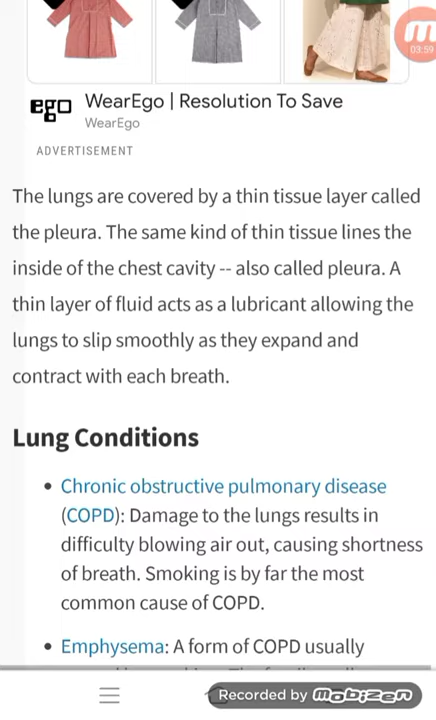 03:59
ego
WearEgo | Resolution To Save
WearEgo
ADVERTISEMENT
The lungs are covered by a thin tissue layer called
the pleura. The same kind of thin tissue lines the
inside of the chest cavity -- also called pleura. A
thin layer of fluid acts as a lubricant allowing the
lungs to slip smoothly as they expand and
contract with each breath.
Lung Conditions
• Chronic obstructive pulmonary disease
(COPD): Damage to the lungs results in
difficulty blowing air out, causing shortness
of breath. Smoking is by far the most
common cause of COPD.
• Emphysema: A form of COPD usually
Recorded by mobizen